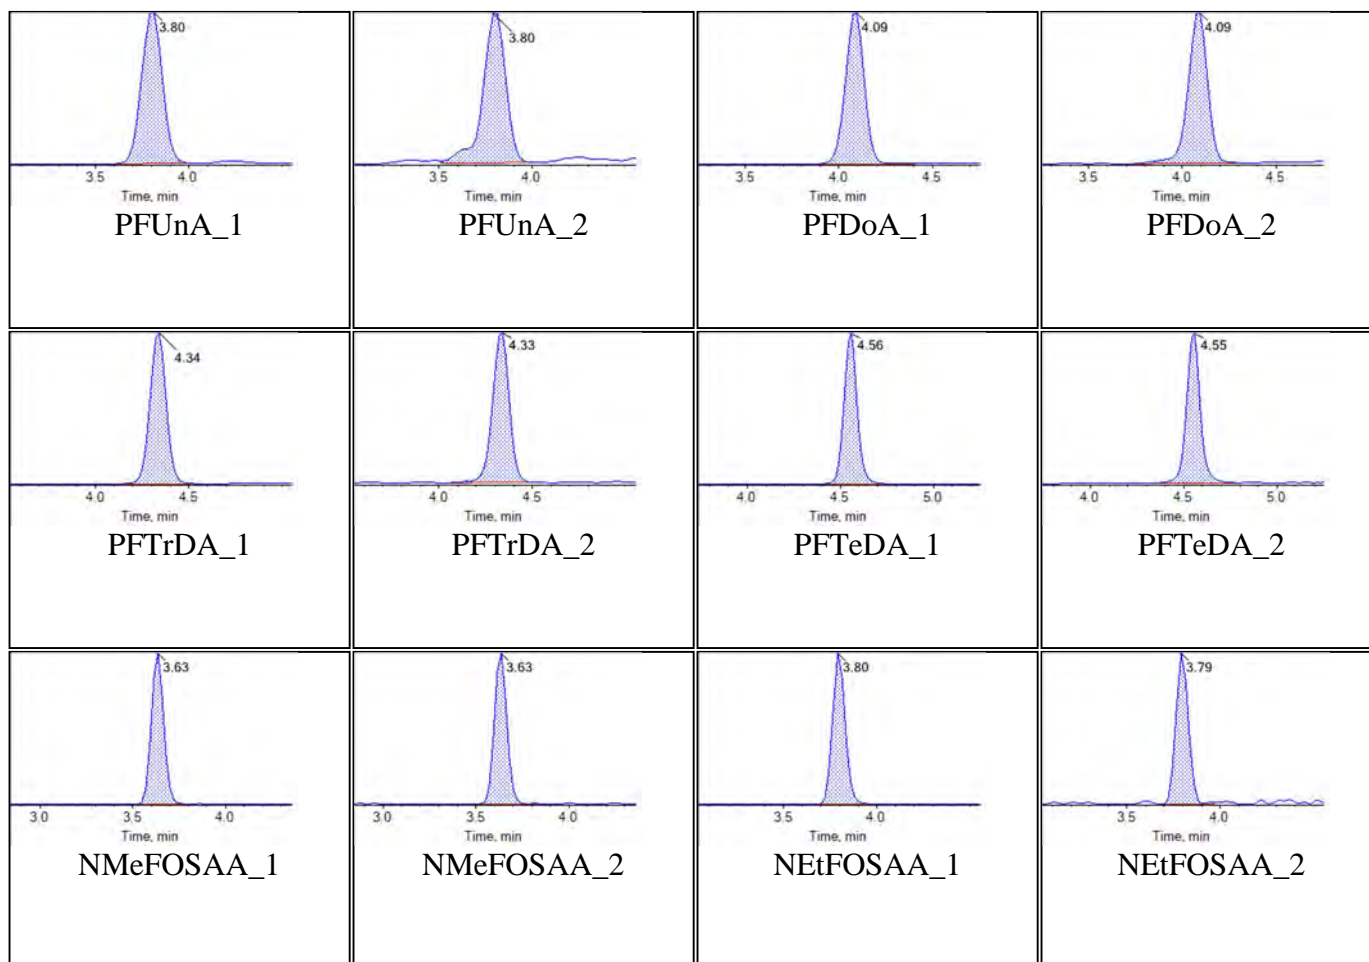 3.80
3.5 4.0
Time, min
PFUnA_1
3.80
3.5 4.0
Time, min
PFUnA_2
4.09
3.5 4.0 4.5
Time, min
PFDoA_1
4.09
3.5 4.0 4.5
Time, min
PFDoA_2
4.34
4.0 4.5
Time, min
PFTrDA_1
4.33
4.0 4.5
Time, min
PFTrDA_2
4.56
4.0 4.5 5.0
Time, min
PFTeDA_1
4.55
4.0 4.5 5.0
Time, min
PFTeDA_2
3.63
3.0 3.5 4.0
Time, min
NMeFOSAA_1
3.63
3.0 3.5 4.0
Time, min
NMeFOSAA_2
3.80
3.5 4.0
Time, min
NEtFOSAA_1
3.79
3.5 4.0
Time, min
NEtFOSAA_2